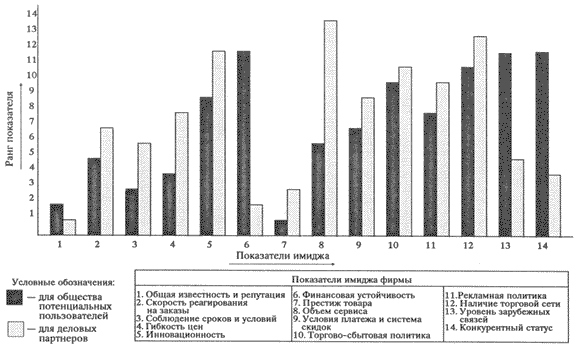 14
13
12
11
10
9
8
7
6
5
4
3
2
1
Ранг показателя
1 2 3 4 5 6 7 8 9 10 11 12 13 14
Показатели имиджа
Условные обозначения:
— для общества
потенциальных
пользователей
— для деловых
партнеров
Показатели имиджа фирмы
1. Общая известность и репутация
2. Скорость реагирования
на заказы
3. Соблюдение сроков и условий
4. Гибкость цен
5. Инновационность
6. Финансовая устойчивость
7. Престиж товара
8. Объем сервиса
9. Условия платежа и система
скидок
10. Торгово-сбытовая политика
11. Рекламная политика
12. Наличие торговой сети
13. Уровень зарубежных
связей
14. Конкурентный статус